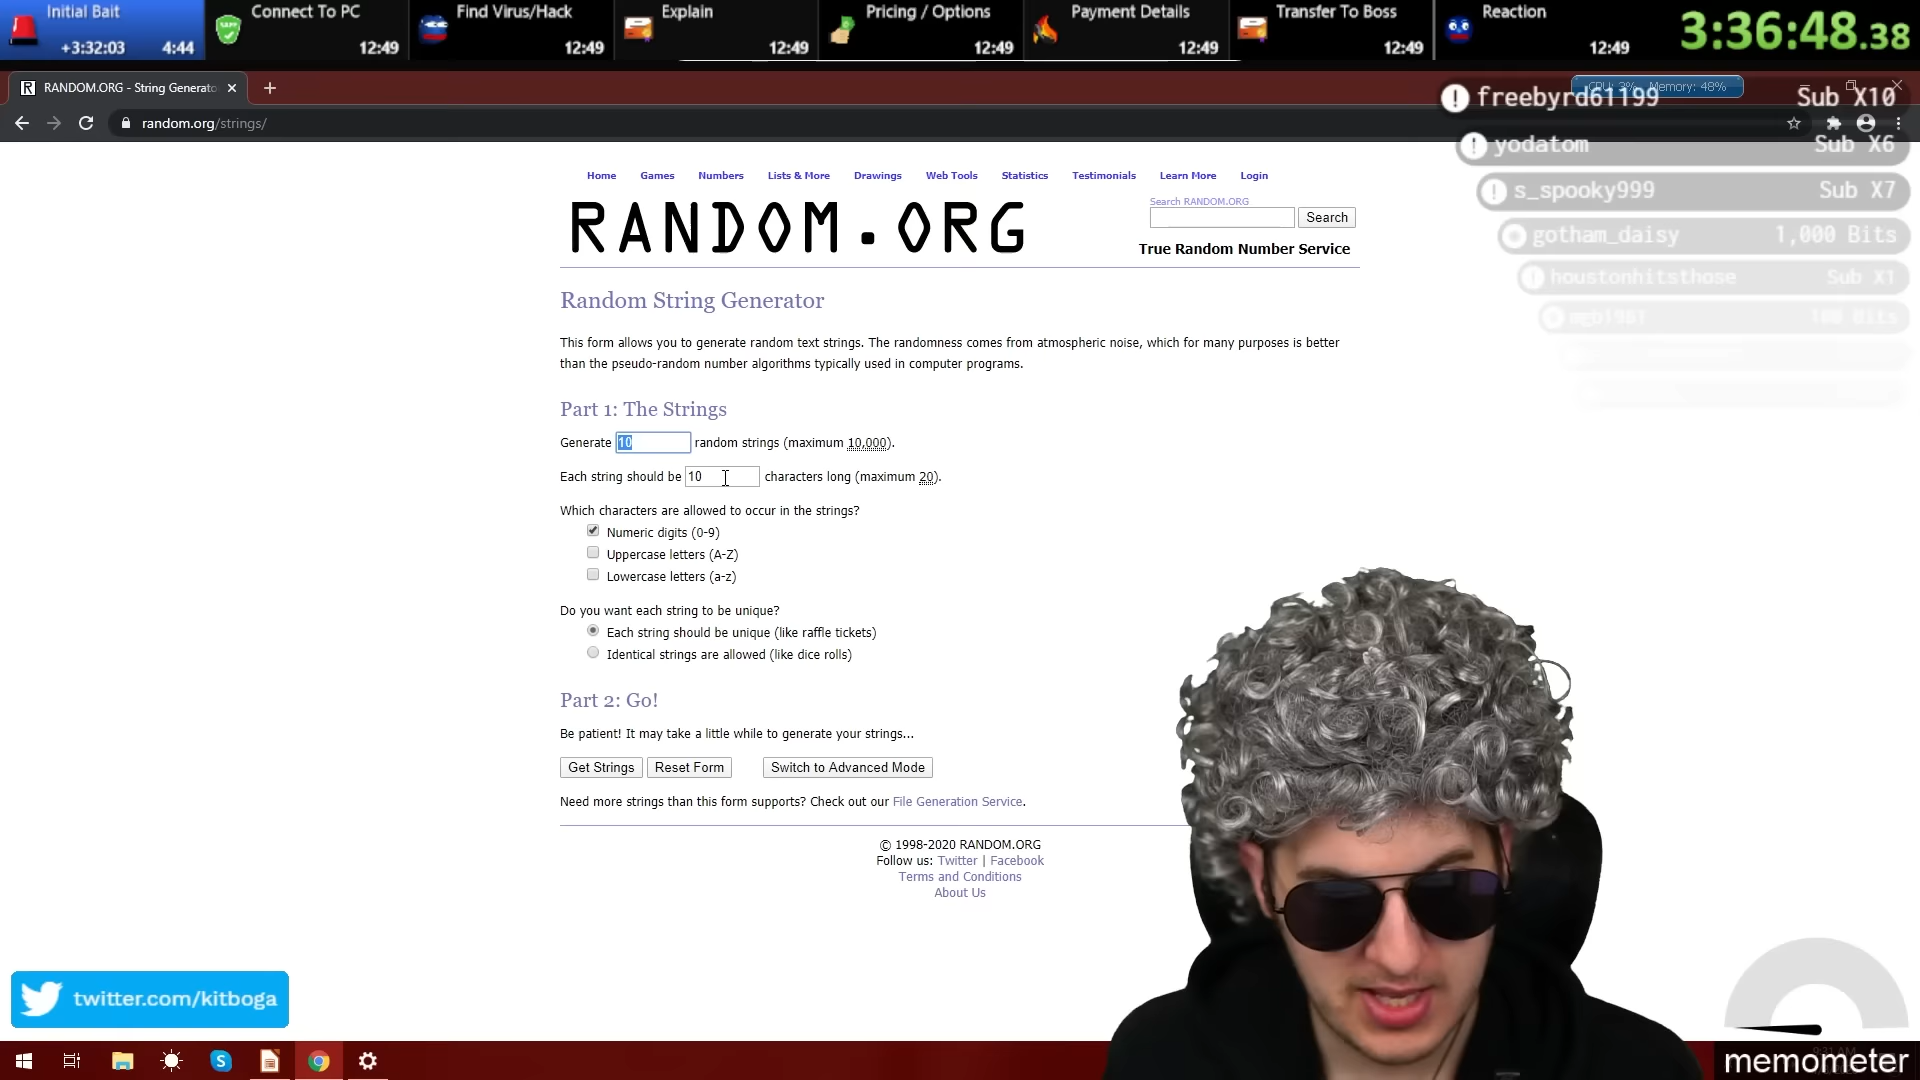 Initial Bait
+3:32:03 4:44
Connect To PC
12:49
Find Virus/Hack
12:49
Explain
12:49
Pricing / Options
12:49
Payment Details
12:49
Transfer To Boss
12:49
Reaction
12:49
3:36:48.38
RANDOM.ORG - String Generato
CPU: 3% Memory: 48%
freebyrd61199 Sub X10
random.org/strings/
yodatom Sub X6
s_spooky999 Sub X7
gotham_daisy 1,000 Bits
houstonhitsthose Sub X1
100 Bits
Home Games Numbers Lists & More Drawings Web Tools Statistics Testimonials Learn More Login
RANDOM.ORG
Search RANDOM.ORG
Search
True Random Number Service
Random String Generator
This form allows you to generate random text strings. The randomness comes from atmospheric noise, which for many purposes is better
than the pseudo-random number algorithms typically used in computer programs.
Part 1: The Strings
Generate 10 random strings (maximum 10,000).
Each string should be 10 characters long (maximum 20).
Which characters are allowed to occur in the strings?
Numeric digits (0-9)
Uppercase letters (A-Z)
Lowercase letters (a-z)
Do you want each string to be unique?
Each string should be unique (like raffle tickets)
Identical strings are allowed (like dice rolls)
Part 2: Go!
Be patient! It may take a little while to generate your strings...
Get Strings Reset Form Switch to Advanced Mode
Need more strings than this form supports? Check out our File Generation Service.
© 1998-2020 RANDOM.ORG
Follow us: Twitter | Facebook
Terms and Conditions
About Us
twitter.com/kitboga
memometer